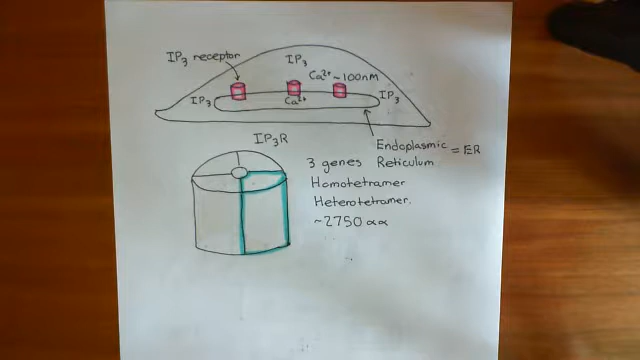 IP3 receptor
IP3
Ca2+ ~100nM
IP3
Ca2+
IP3
Endoplasmic
Reticulum = ER
IP3R
3 genes
Homotetramer
Heterotetramer.
~2750 αα